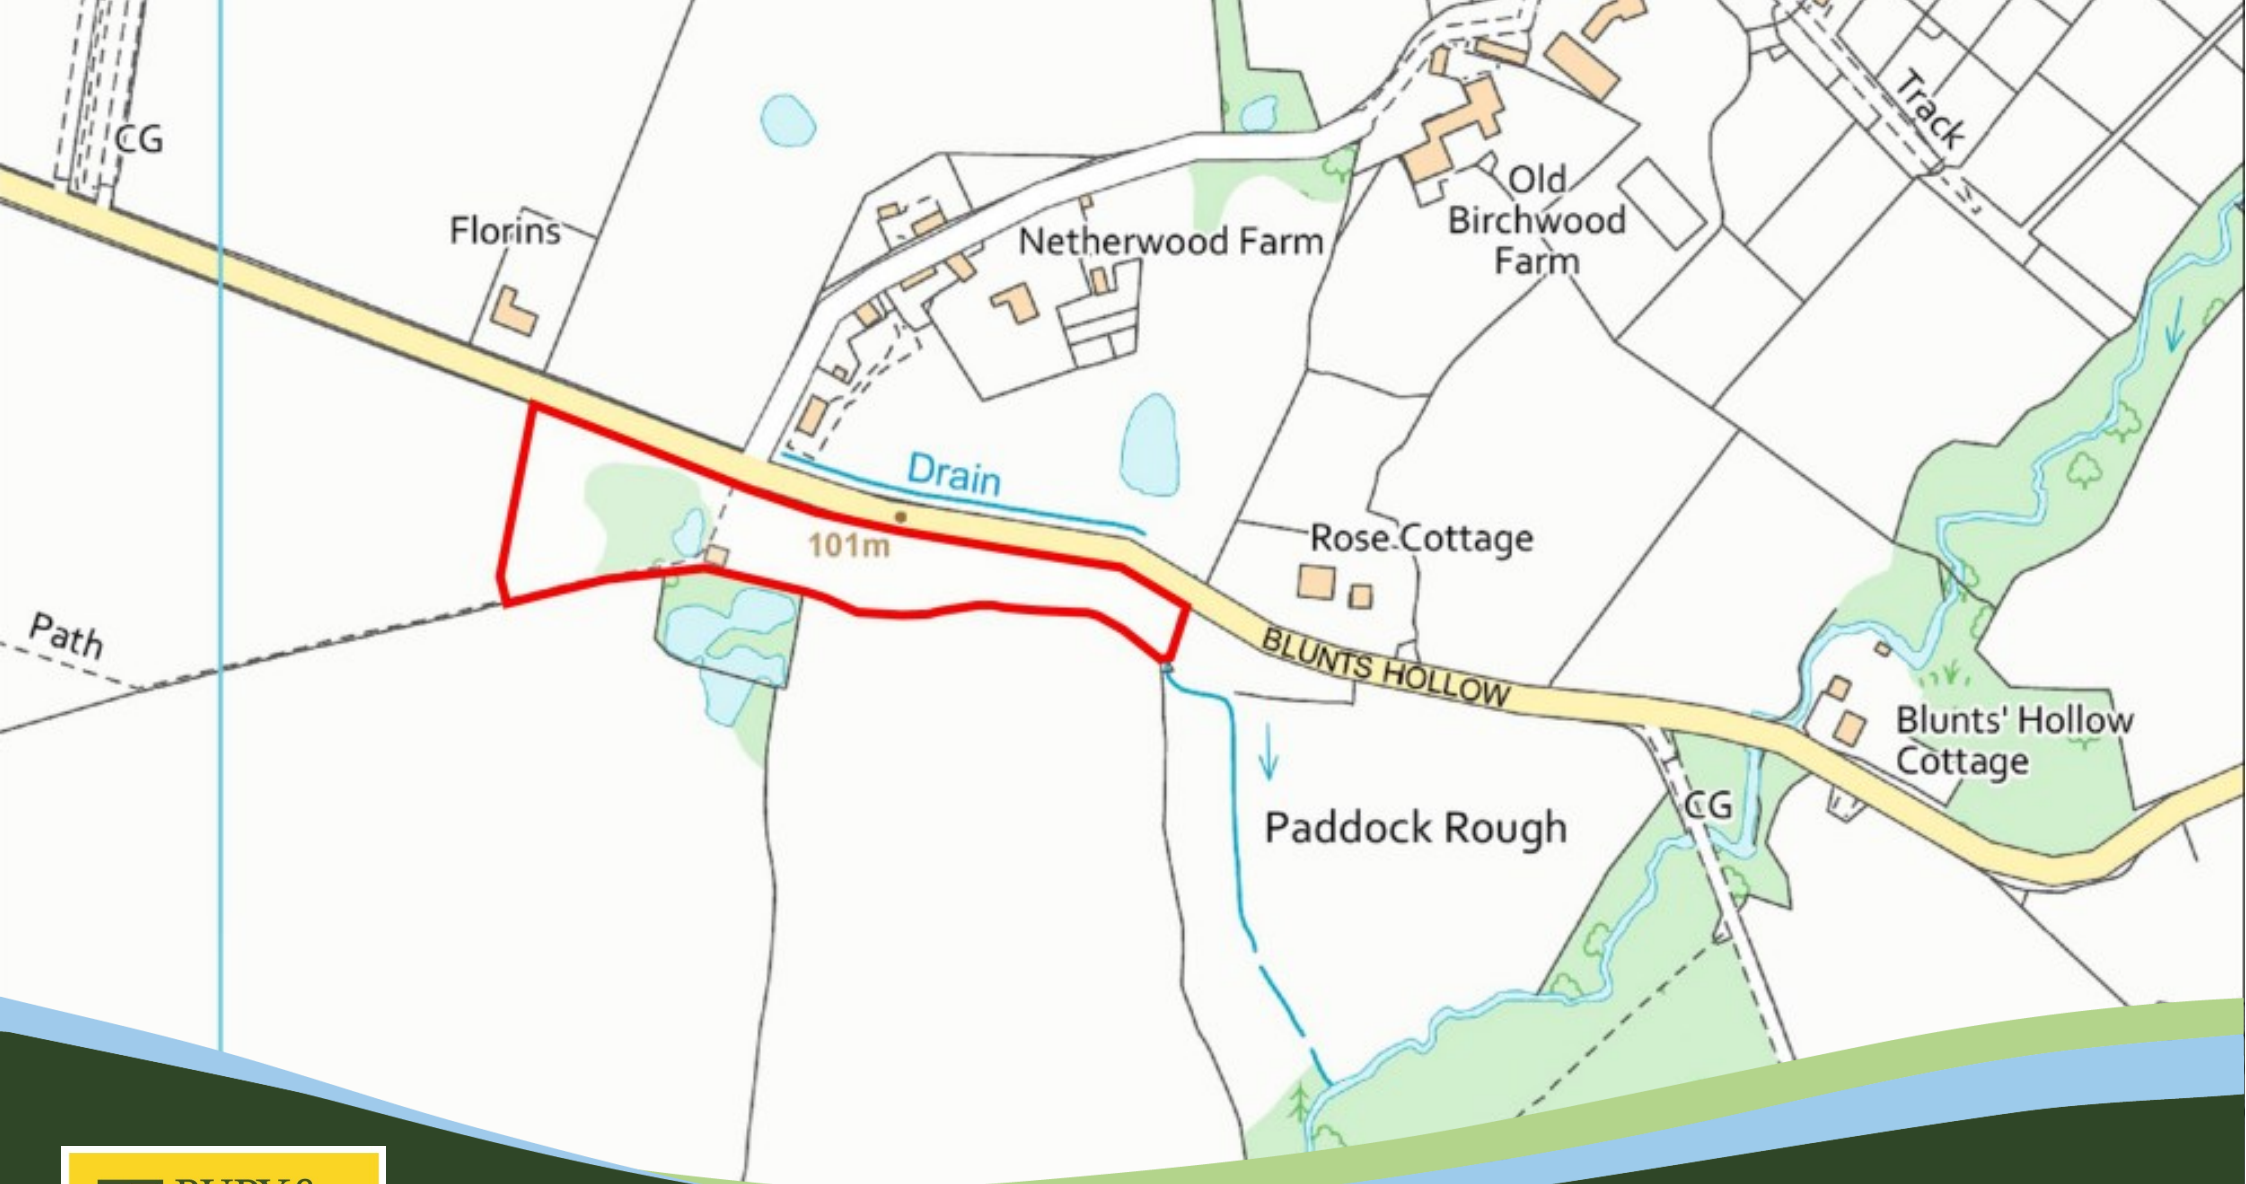 CG
Track
Florins
Old
Birchwood
Farm
Netherwood Farm
Drain
101m
Rose Cottage
Path
BLUNTS HOLLOW
Blunts' Hollow
Cottage
CG
Paddock Rough